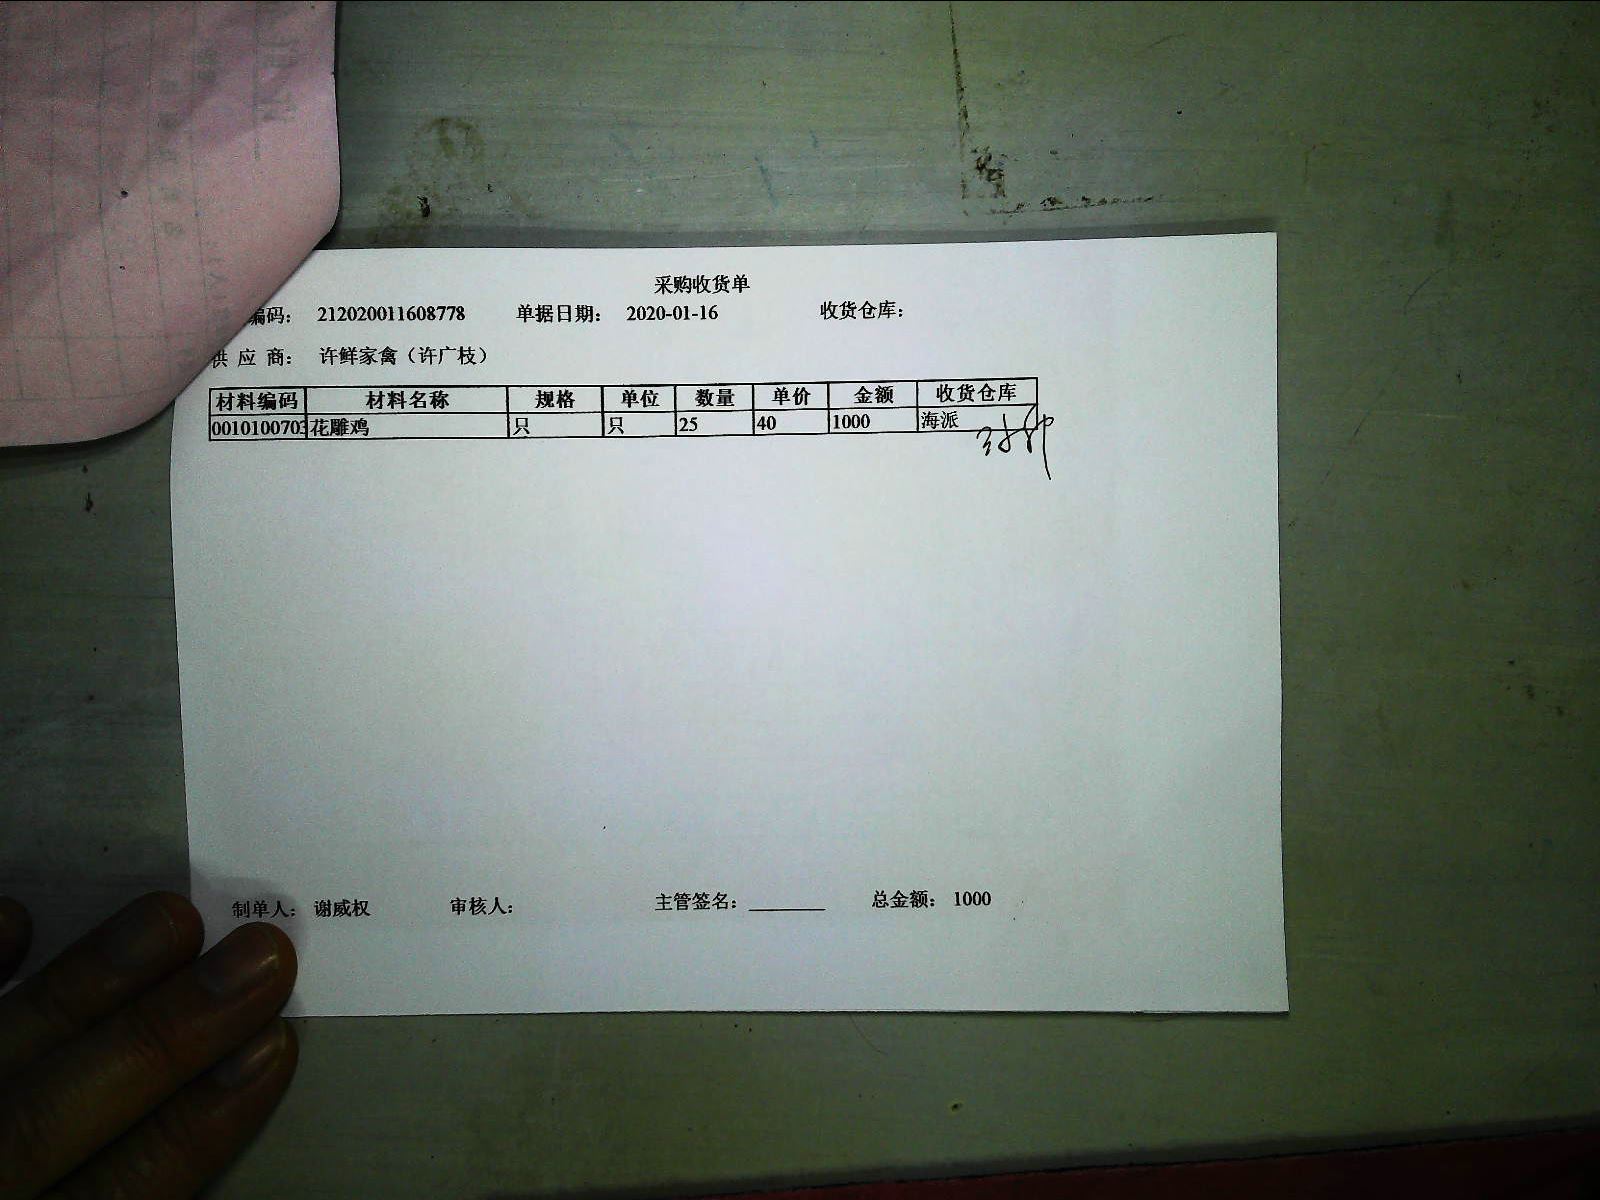 采购收货单
编码： 212020011608778 单据日期： 2020-01-16 收货仓库：
供 应 商： 许鲜家禽（许广枝）
材料编码 材料名称 规格 单位 数量 单价 金额 收货仓库
0010100703 花雕鸡 只 只 25 40 1000 海派
制单人： 谢威权 审核人： 主管签名： ________ 总金额： 1000